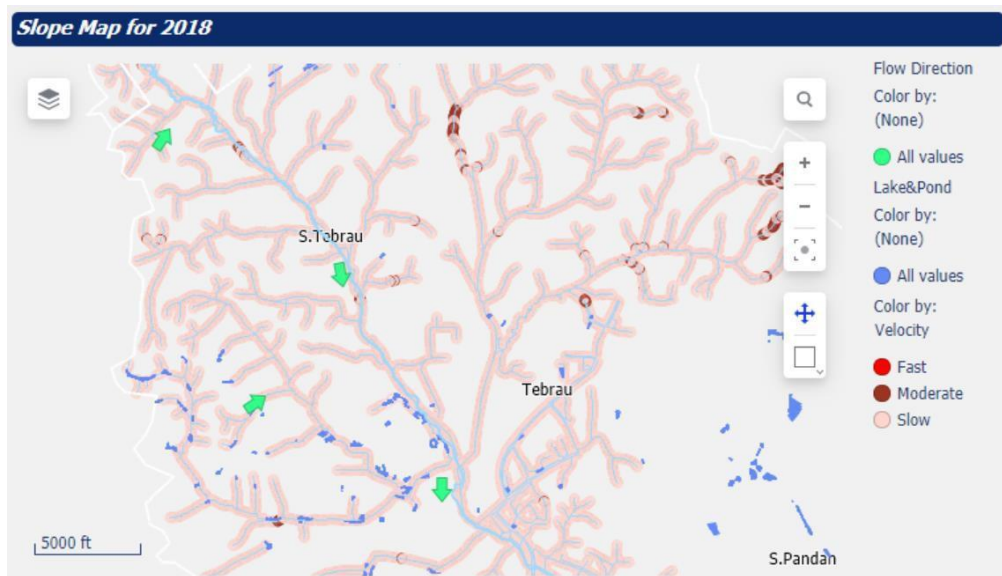 Slope Map for 2018
Flow Direction
Color by:
(None)
All values
Lake&Pond
Color by:
(None)
All values
Color by:
Velocity
Fast
Moderate
Slow
S.Tebrau
Tebrau
5000 ft
S.Pandan